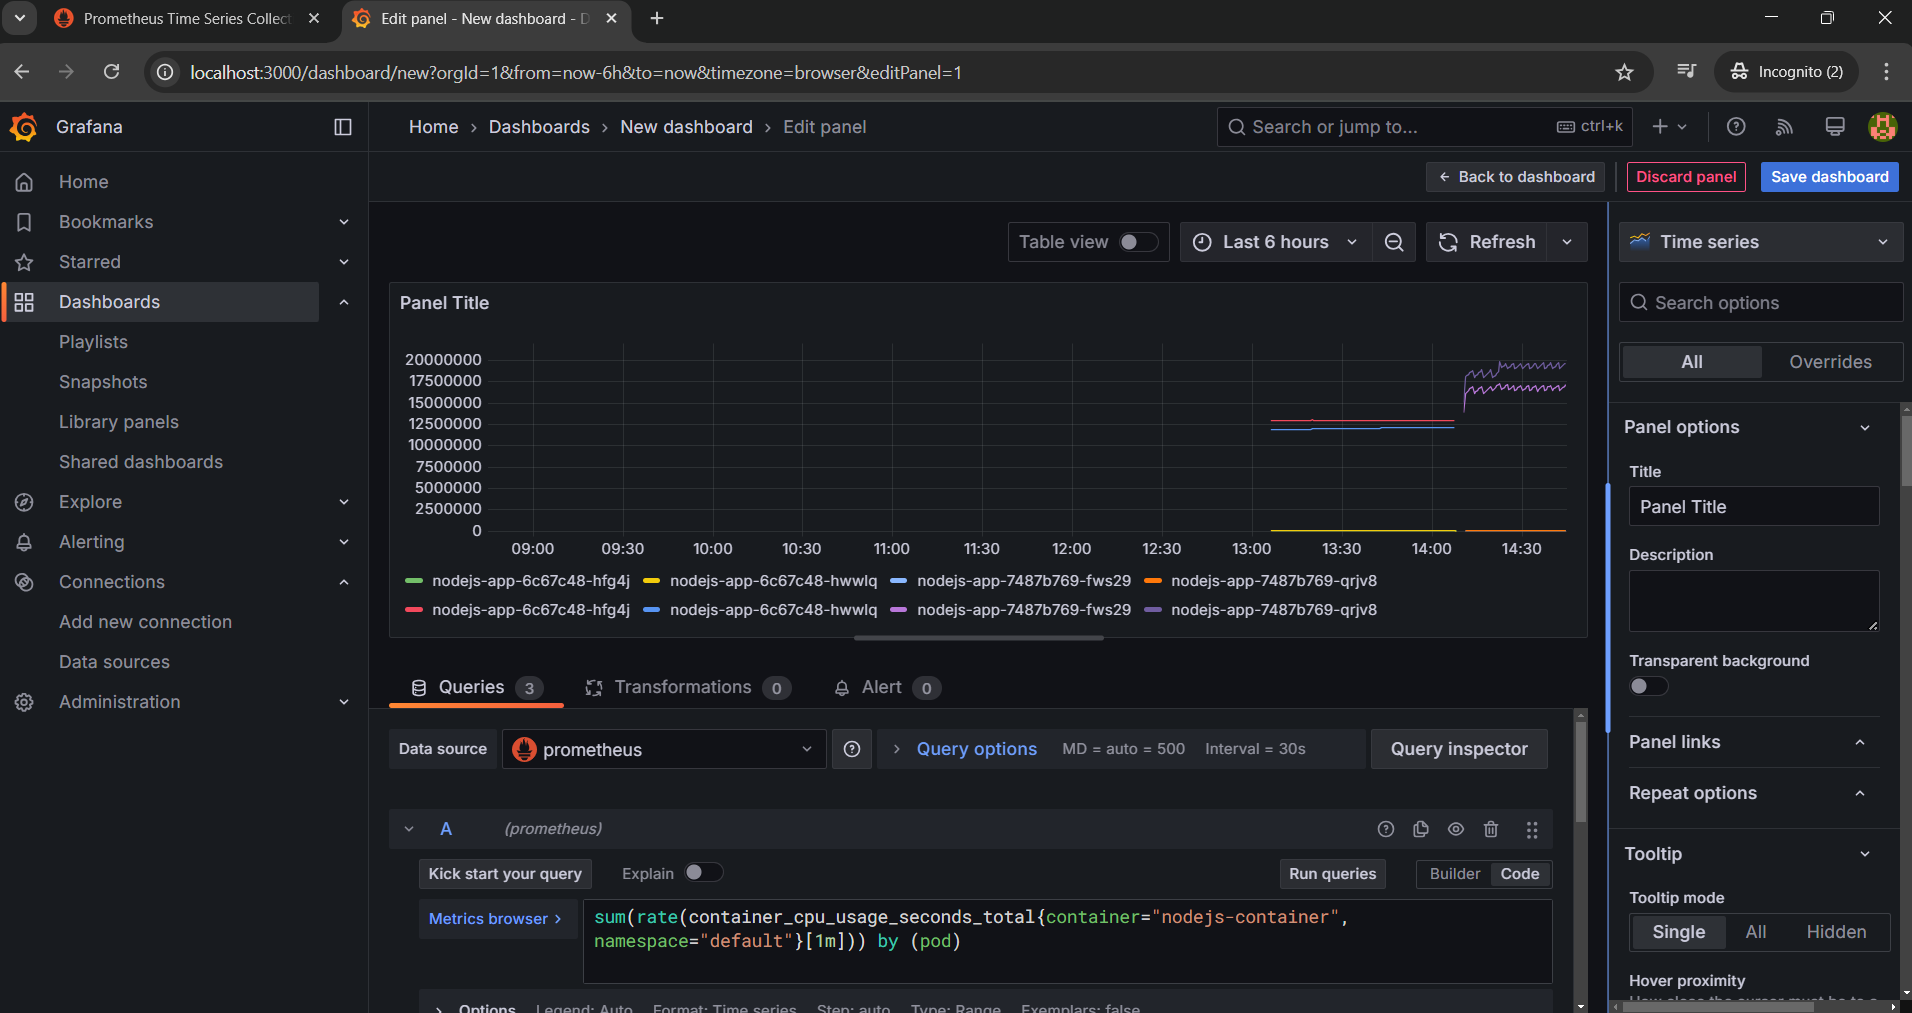 Prometheus Time Series Collect
Edit panel - New dashboard - D
localhost:3000/dashboard/new?orgId=1&from=now-6h&to=now&timezone=browser&editPanel=1
Incognito (2)
Grafana
Home › Dashboards › New dashboard › Edit panel
Search or jump to...
ctrl+k
Back to dashboard
Discard panel
Save dashboard
Home
Bookmarks
Starred
Dashboards
Playlists
Snapshots
Library panels
Shared dashboards
Explore
Alerting
Connections
Add new connection
Data sources
Administration
Table view
Last 6 hours
Refresh
Panel Title
20000000
17500000
15000000
12500000
10000000
7500000
5000000
2500000
0
09:00 09:30 10:00 10:30 11:00 11:30 12:00 12:30 13:00 13:30 14:00 14:30
nodejs-app-6c67c48-hfg4j nodejs-app-6c67c48-hwwlq nodejs-app-7487b769-fws29 nodejs-app-7487b769-qrjv8
nodejs-app-6c67c48-hfg4j nodejs-app-6c67c48-hwwlq nodejs-app-7487b769-fws29 nodejs-app-7487b769-qrjv8
Queries 3
Transformations 0
Alert 0
Data source
prometheus
Query options MD = auto = 500 Interval = 30s
Query inspector
A (prometheus)
Kick start your query
Explain
Run queries
Builder Code
Metrics browser >
sum(rate(container_cpu_usage_seconds_total{container="nodejs-container",
namespace="default"}[1m])) by (pod)
Options Legend: Auto Format: Time series Step: auto Type: Range Exemplars: false
Time series
Search options
All Overrides
Panel options
Title
Panel Title
Description
Transparent background
Panel links
Repeat options
Tooltip
Tooltip mode
Single All Hidden
Hover proximity
How close the cursor must be to a